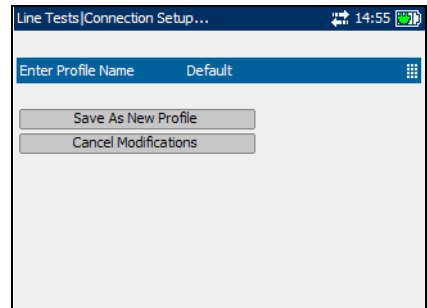 Line Tests|Connection Setup... 14:55
Enter Profile Name Default
Save As New Profile
Cancel Modifications